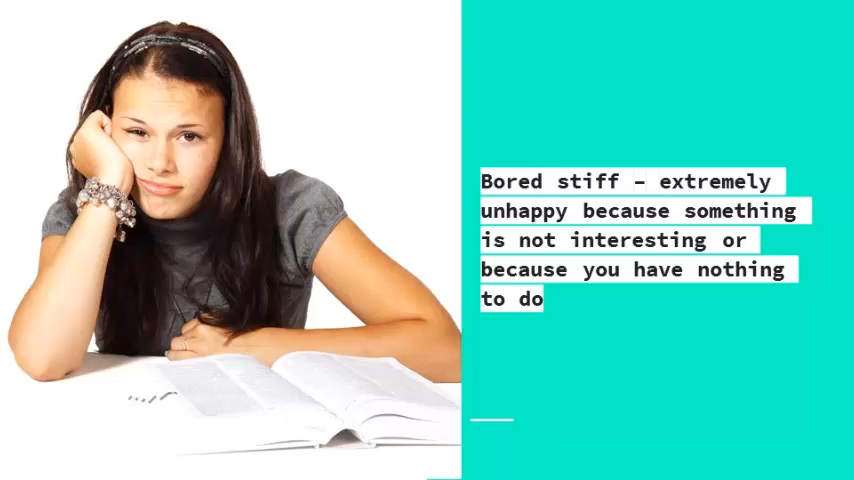 Bored stiff – extremely
unhappy because something
is not interesting or
because you have nothing
to do